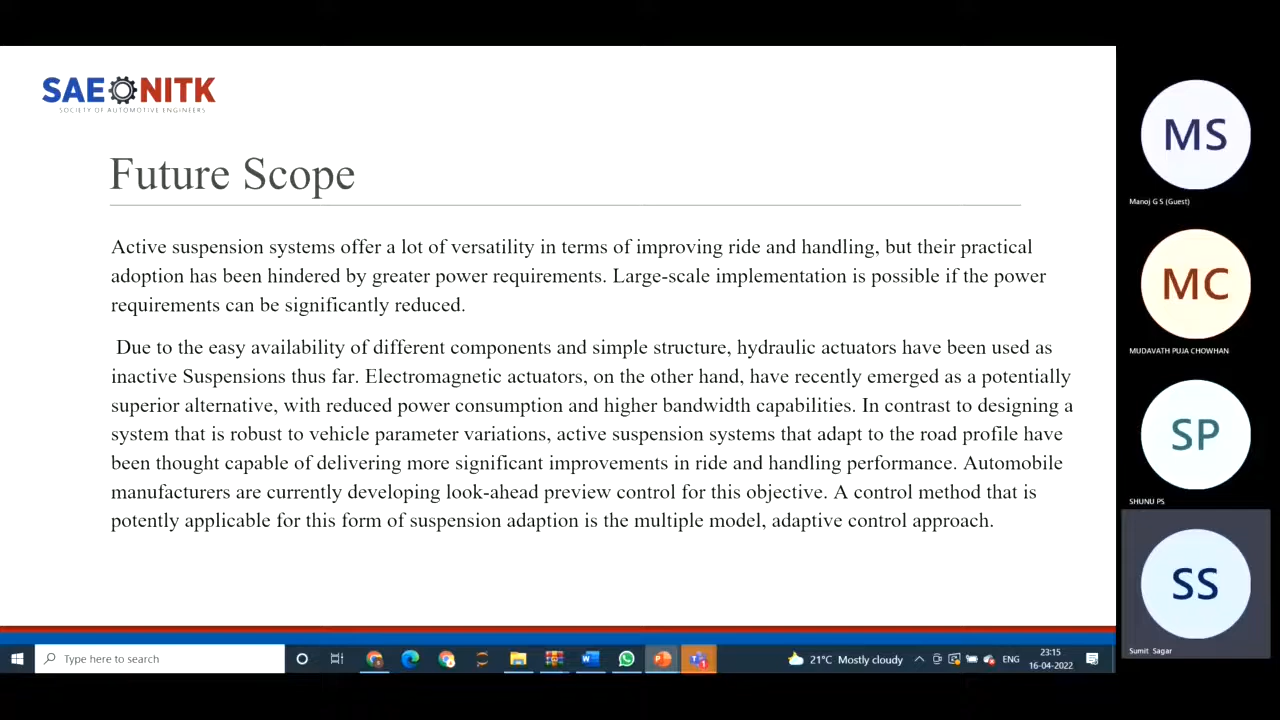 SAE NITK
SOCIETY OF AUTOMOTIVE ENGINEERS
Future Scope
Active suspension systems offer a lot of versatility in terms of improving ride and handling, but their practical
adoption has been hindered by greater power requirements. Large-scale implementation is possible if the power
requirements can be significantly reduced.
Due to the easy availability of different components and simple structure, hydraulic actuators have been used as
inactive Suspensions thus far. Electromagnetic actuators, on the other hand, have recently emerged as a potentially
superior alternative, with reduced power consumption and higher bandwidth capabilities. In contrast to designing a
system that is robust to vehicle parameter variations, active suspension systems that adapt to the road profile have
been thought capable of delivering more significant improvements in ride and handling performance. Automobile
manufacturers are currently developing look-ahead preview control for this objective. A control method that is
potently applicable for this form of suspension adaption is the multiple model, adaptive control approach.
MS
Manoj G S (Guest)
MC
MUDAVATH PUJA CHOWHAN
SP
SHUNU PS
SS
Sumit Sagar
Type here to search
21°C Mostly cloudy
ENG
23:15
16-04-2022